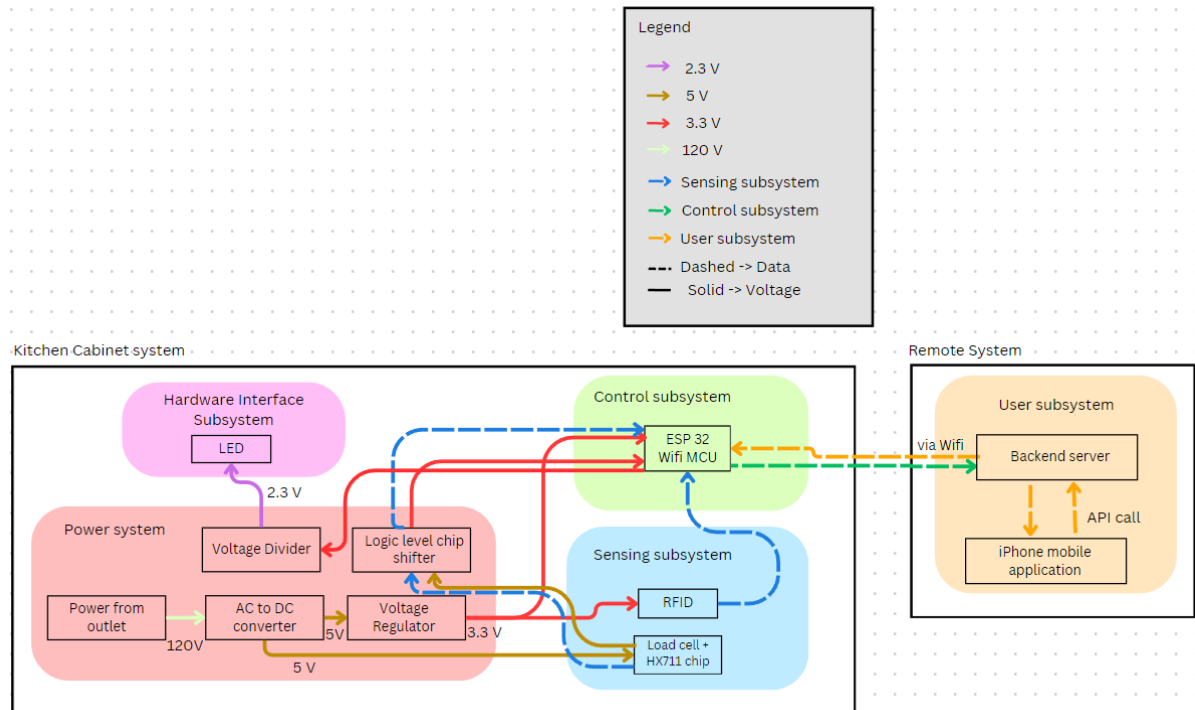 Legend
2.3 V
5 V
3.3 V
120 V
Sensing subsystem
Control subsystem
User subsystem
Dashed -> Data
Solid -> Voltage
Kitchen Cabinet system
Remote System
Hardware Interface
Subsystem
LED
2.3 V
Control subsystem
ESP 32
Wifi MCU
via Wifi
User subsystem
Backend server
API call
iPhone mobile
application
Power system
Voltage Divider
Logic level chip
shifter
Power from
outlet
120V
AC to DC
converter
5V
Voltage
Regulator
3.3 V
5 V
Sensing subsystem
RFID
Load cell +
HX711 chip